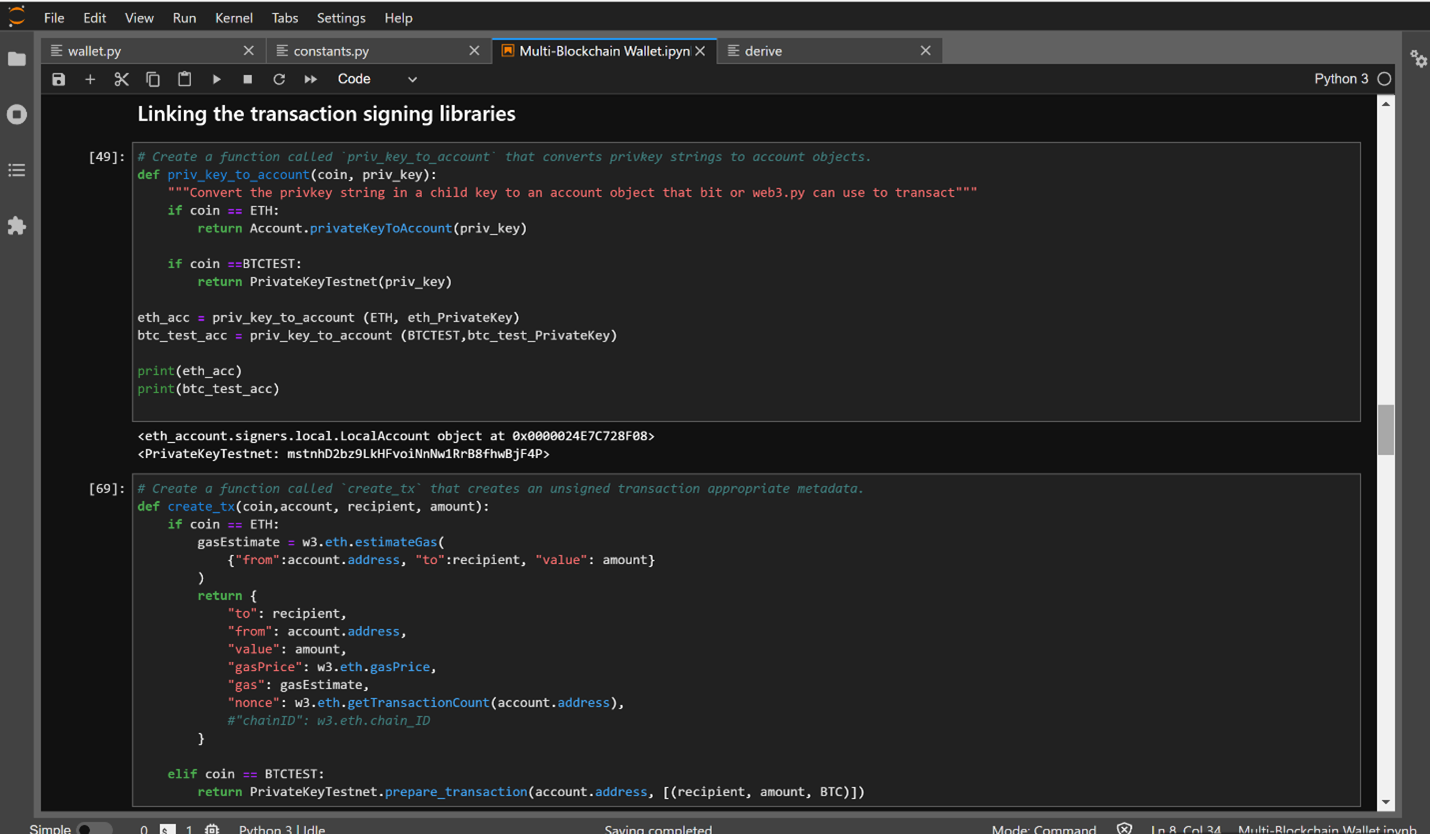 File Edit View Run Kernel Tabs Settings Help
wallet.py constants.py Multi-Blockchain Wallet.ipyn derive
Code Python 3
Linking the transaction signing libraries
[49]: # Create a function called `priv_key_to_account` that converts privkey strings to account objects.
def priv_key_to_account(coin, priv_key):
"""Convert the privkey string in a child key to an account object that bit or web3.py can use to transact"""
if coin == ETH:
return Account.privateKeyToAccount(priv_key)
if coin ==BTCTEST:
return PrivateKeyTestnet(priv_key)
eth_acc = priv_key_to_account (ETH, eth_PrivateKey)
btc_test_acc = priv_key_to_account (BTCTEST,btc_test_PrivateKey)
print(eth_acc)
print(btc_test_acc)
<eth_account.signers.local.LocalAccount object at 0x0000024E7C728F08>
<PrivateKeyTestnet: mstnhD2bz9LkHFvoiNnNw1RrB8fhwBjF4P>
[69]: # Create a function called `create_tx` that creates an unsigned transaction appropriate metadata.
def create_tx(coin,account, recipient, amount):
if coin == ETH:
gasEstimate = w3.eth.estimateGas(
{"from":account.address, "to":recipient, "value": amount}
)
return {
"to": recipient,
"from": account.address,
"value": amount,
"gasPrice": w3.eth.gasPrice,
"gas": gasEstimate,
"nonce": w3.eth.getTransactionCount(account.address),
#"chainID": w3.eth.chain_ID
}
elif coin == BTCTEST:
return PrivateKeyTestnet.prepare_transaction(account.address, [(recipient, amount, BTC)])
Simple 0 $_ 1 Python 3 | Idle Saving completed Mode: Command Ln 8, Col 34 Multi-Blockchain Wallet.ipynb